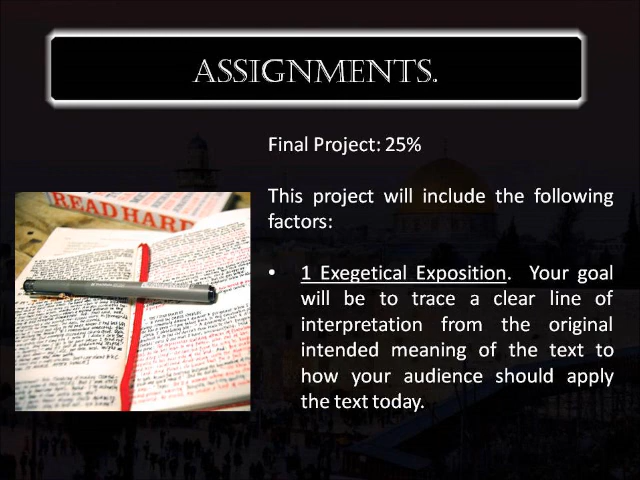 ASSIGNMENTS.
Final Project: 25%
This project will include the following
factors:
• 1 Exegetical Exposition. Your goal
will be to trace a clear line of
interpretation from the original
intended meaning of the text to
how your audience should apply
the text today.
READ HARD